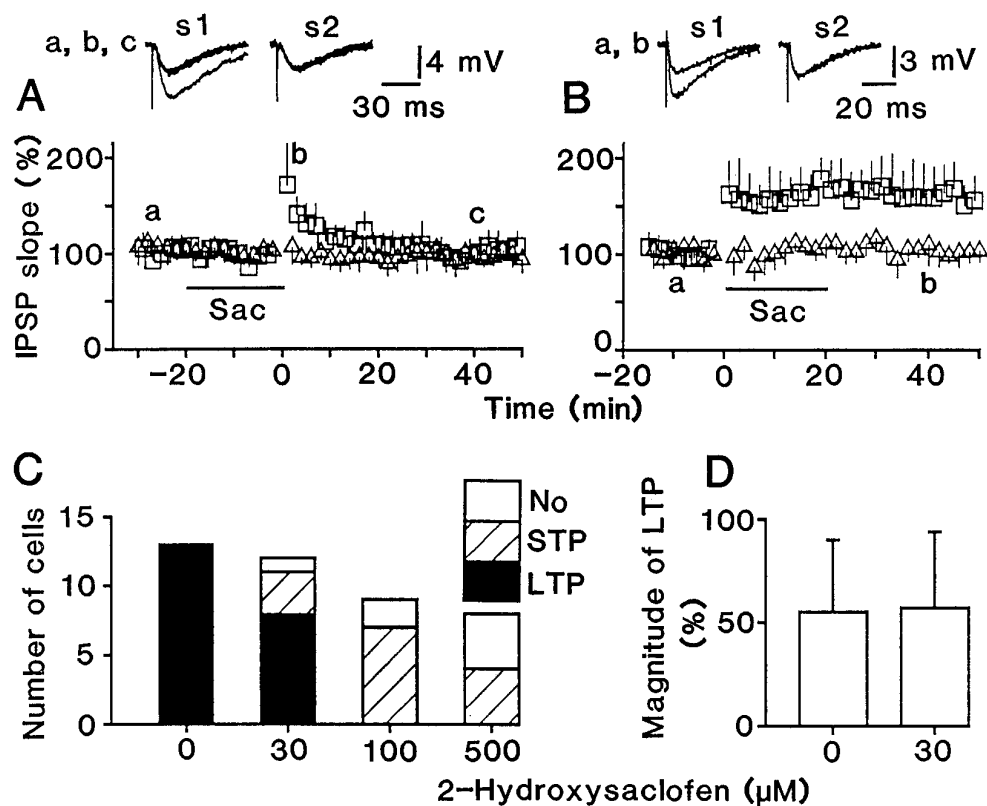 a, b, c
s1
s2
4 mV
30 ms
a, b
s1
s2
3 mV
20 ms
A
IPSP slope (%)
200
100
0
a
b
c
Sac
−20
0
20
40
B
200
100
0
a
b
Sac
−20
0
20
40
Time (min)
C
Number of cells
15
10
5
0
No
STP
LTP
0
30
100
500
D
Magnitude of LTP
(%)
100
50
0
0
30
2−Hydroxysaclofen (μM)